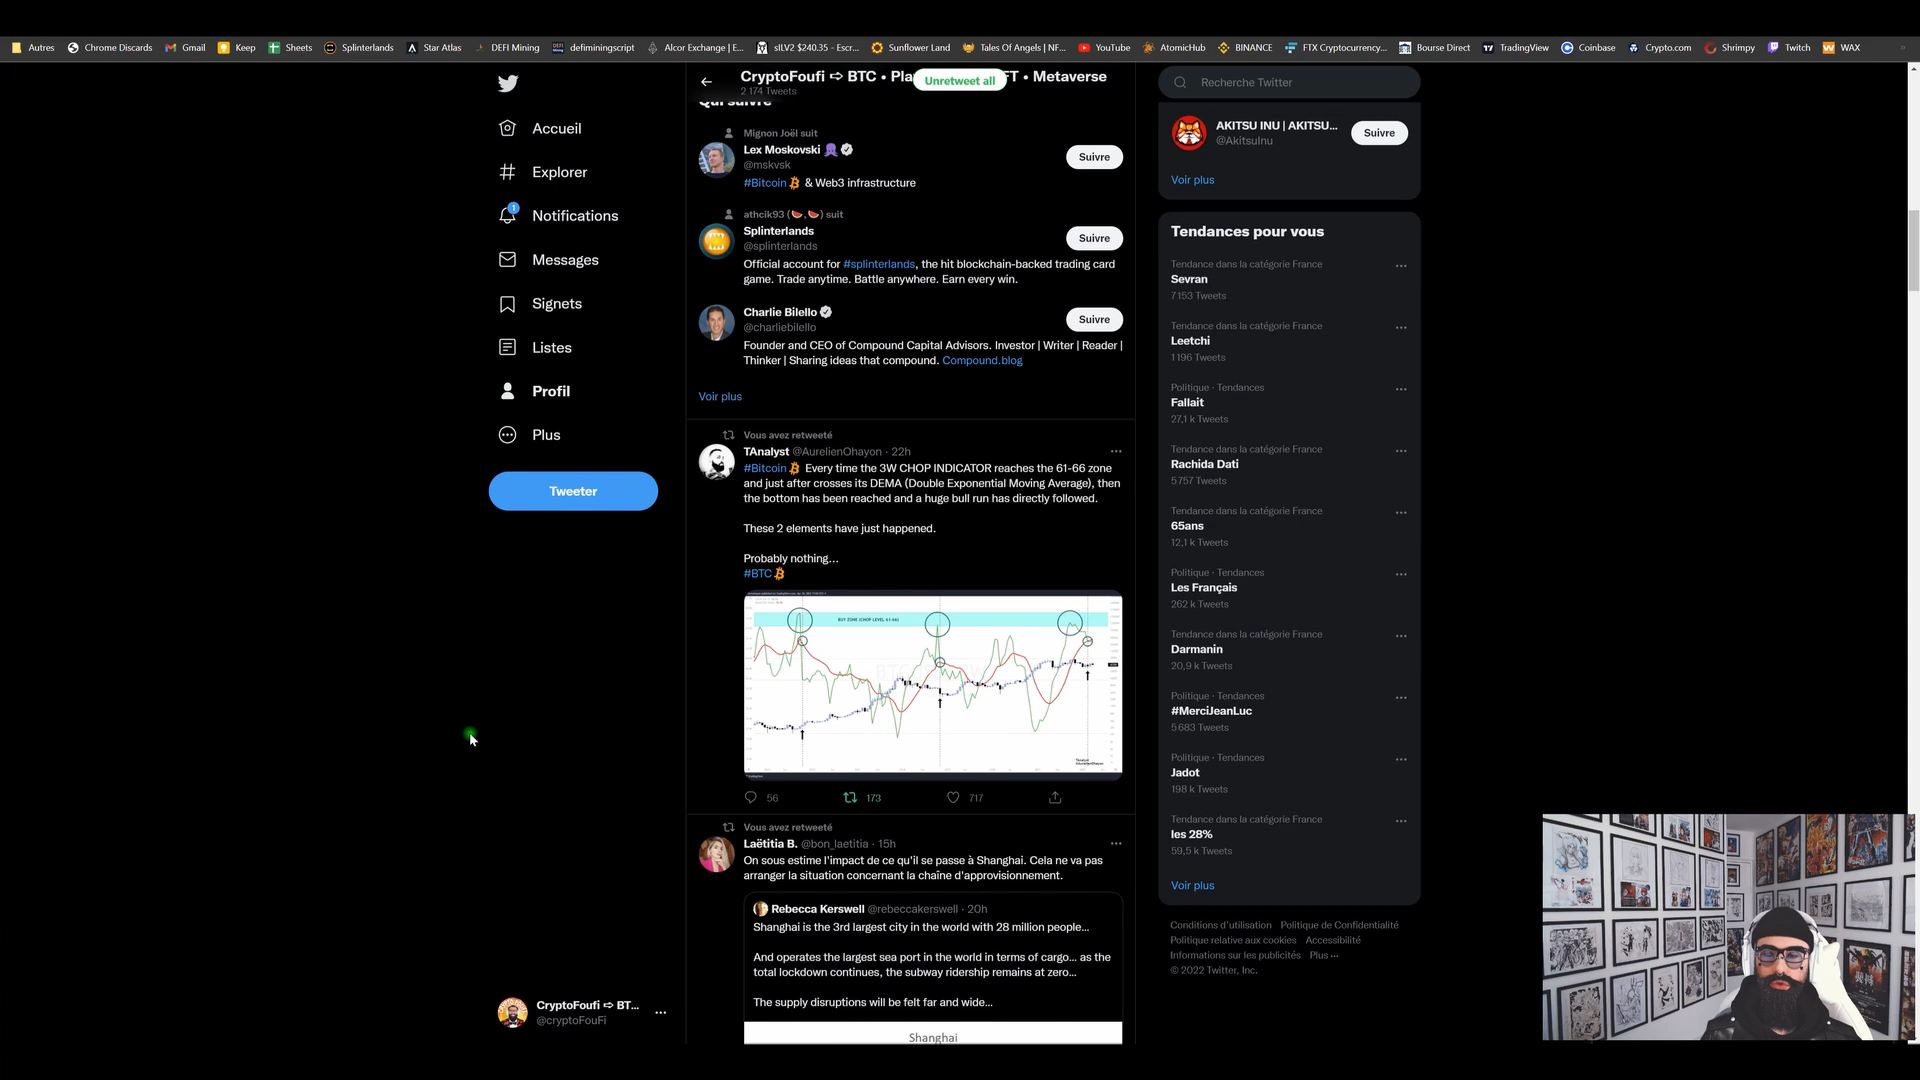 Autres
Chrome Discards
Gmail
Keep
Sheets
Splinterlands
Star Atlas
DEFI Mining
defiminingscript
Alcor Exchange | E...
sILV2 $240.35 - Escr...
Sunflower Land
Tales Of Angels | NF...
YouTube
AtomicHub
BINANCE
FTX Cryptocurrency...
Bourse Direct
TradingView
Coinbase
Crypto.com
Shrimpy
Twitch
WAX
Accueil
Explorer
1
Notifications
Messages
Signets
Listes
Profil
Plus
Tweeter
CryptoFoufi ➪ BT...
@cryptoFouFi
CryptoFoufi ➪ BTC • Pla
Unretweet all
FT • Metaverse
2 174 Tweets
Qui suivre
Mignon Joël suit
Lex Moskovski
@mskvsk
Suivre
#Bitcoin & Web3 infrastructure
athcik93 (🍉,🍉) suit
Splinterlands
@splinterlands
Suivre
Official account for #splinterlands, the hit blockchain-backed trading card
game. Trade anytime. Battle anywhere. Earn every win.
Charlie Bilello
@charliebilello
Suivre
Founder and CEO of Compound Capital Advisors. Investor | Writer | Reader |
Thinker | Sharing ideas that compound. Compound.blog
Voir plus
Vous avez retweeté
TAnalyst @AurelienOhayon · 22h
#Bitcoin Every time the 3W CHOP INDICATOR reaches the 61-66 zone
and just after crosses its DEMA (Double Exponential Moving Average), then
the bottom has been reached and a huge bull run has directly followed.
These 2 elements have just happened.
Probably nothing...
#BTC
BUY ZONE (CHOP LEVEL 61-66)
56
173
717
Vous avez retweeté
Laëtitia B. @bon_laetitia · 15h
On sous estime l'impact de ce qu'il se passe à Shanghai. Cela ne va pas
arranger la situation concernant la chaîne d'approvisionnement.
Rebecca Kerswell @rebeccakerswell · 20h
Shanghai is the 3rd largest city in the world with 28 million people...
And operates the largest sea port in the world in terms of cargo... as the
total lockdown continues, the subway ridership remains at zero...
The supply disruptions will be felt far and wide...
Shanghai
Recherche Twitter
AKITSU INU | AKITSU...
@AkitsuInu
Suivre
Voir plus
Tendances pour vous
Tendance dans la catégorie France
Sevran
7 153 Tweets
Tendance dans la catégorie France
Leetchi
1 196 Tweets
Politique · Tendances
Fallait
27,1 k Tweets
Tendance dans la catégorie France
Rachida Dati
5 757 Tweets
Tendance dans la catégorie France
65ans
12,1 k Tweets
Politique · Tendances
Les Français
262 k Tweets
Tendance dans la catégorie France
Darmanin
20,9 k Tweets
Politique · Tendances
#MerciJeanLuc
5 683 Tweets
Politique · Tendances
Jadot
198 k Tweets
Tendance dans la catégorie France
les 28%
59,5 k Tweets
Voir plus
Conditions d'utilisation Politique de Confidentialité
Politique relative aux cookies Accessibilité
Informations sur les publicités Plus ···
© 2022 Twitter, Inc.